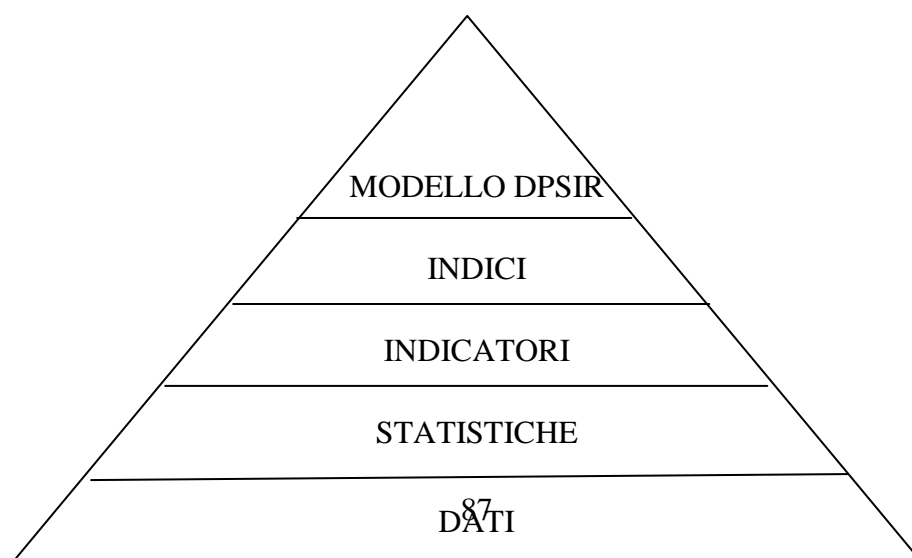 MODELLO DPSIR
INDICI
INDICATORI
STATISTICHE
87
DATI